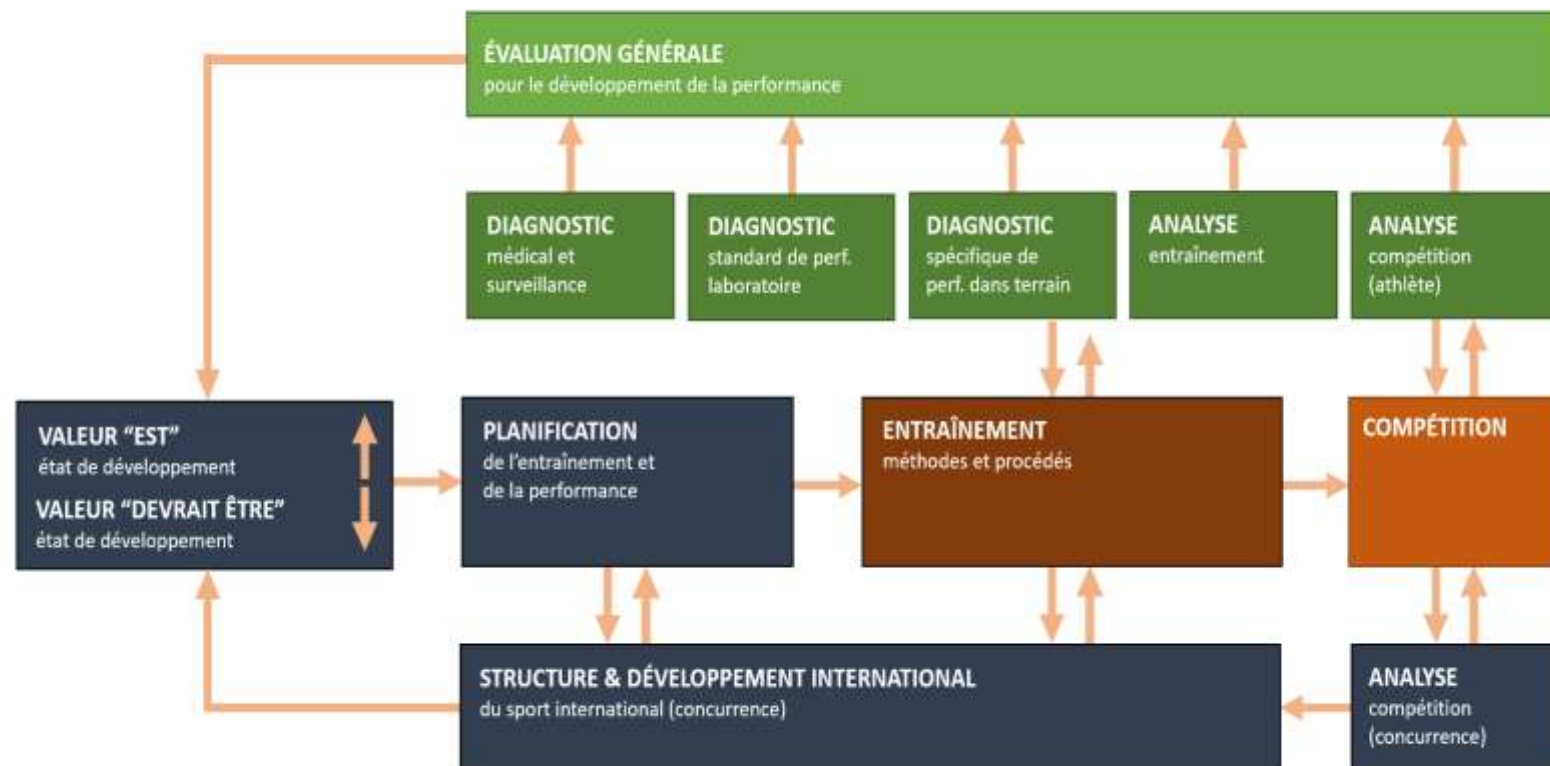 ÉVALUATION GÉNÉRALE
pour le développement de la performance
DIAGNOSTIC
médical et
surveillance
DIAGNOSTIC
standard de perf.
laboratoire
DIAGNOSTIC
spécifique de
perf. dans terrain
ANALYSE
entraînement
ANALYSE
compétition
(athlète)
VALEUR “EST”
état de développement
VALEUR “DEVRAIT ÊTRE”
état de développement
PLANIFICATION
de l’entraînement et
de la performance
ENTRAÎNEMENT
méthodes et procédés
COMPÉTITION
STRUCTURE & DÉVELOPPEMENT INTERNATIONAL
du sport international (concurrence)
ANALYSE
compétition
(concurrence)